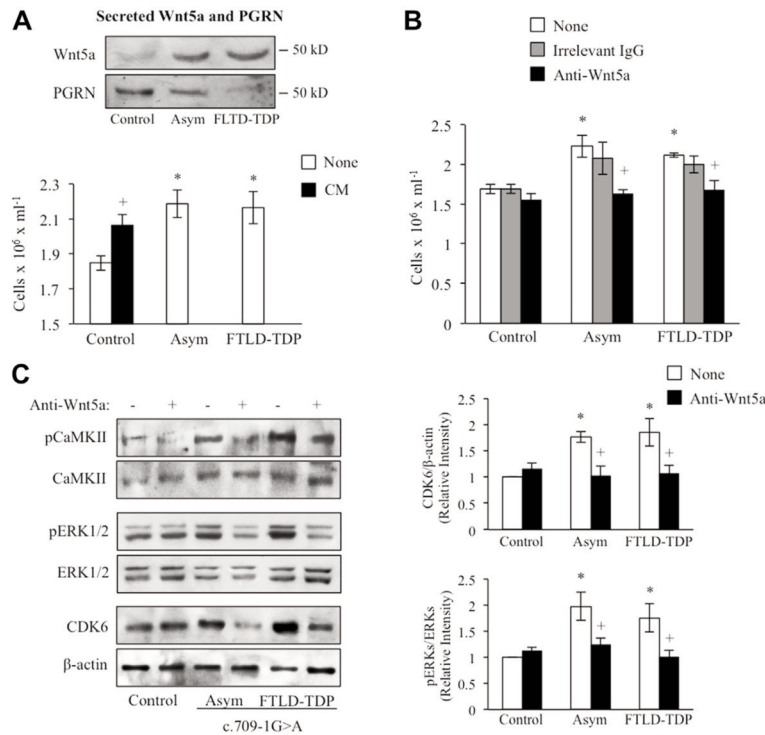 A
Secreted Wnt5a and PGRN
Wnt5a
– 50 kD
PGRN
– 50 kD
Control Asym FLTD-TDP
None
CM
Cells x 10⁶ x ml⁻¹
2.3
2.1
1.9
1.7
1.5
+
*
*
Control Asym FTLD-TDP
B
None
Irrelevant IgG
Anti-Wnt5a
Cells x 10⁶ x ml⁻¹
2.5
2
1.5
1
0.5
0
*
+
*
+
Control Asym FTLD-TDP
C
Anti-Wnt5a: - + - + - +
pCaMKII
CaMKII
pERK1/2
ERK1/2
CDK6
β-actin
Control Asym FTLD-TDP
c.709-1G>A
None
Anti-Wnt5a
CDK6/β-actin
(Relative Intensity)
2.5
2
1.5
1
0.5
0
*
+
*
+
Control Asym FTLD-TDP
pERKs/ERKs
(Relative Intensity)
2.5
2
1.5
1
0.5
0
*
+
*
+
Control Asym FTLD-TDP